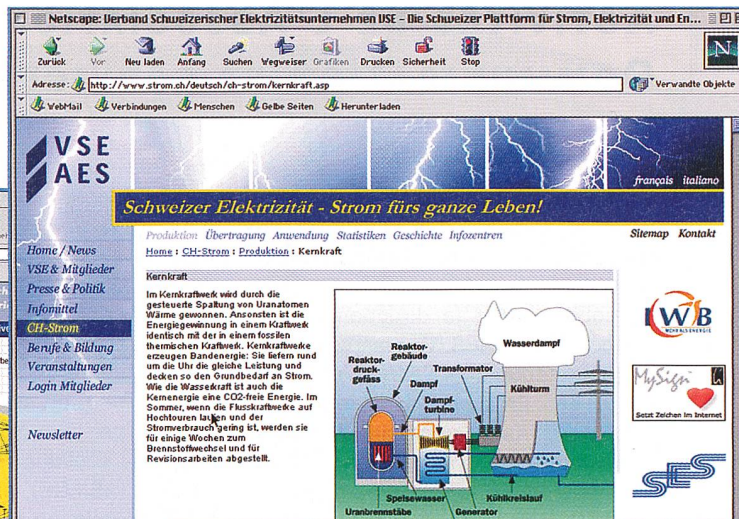 Netscape: Verband Schweizerischer Elektrizitätsunternehmen VSE - Die Schweizer Plattform für Strom, Elektrizität und En...
Zurück Vor Neu laden Anfang Suchen Wegweiser Grafiken Drucken Sicherheit Stop
N
Adresse: http://www.strom.ch/deutsch/ch-strom/kernkraft.asp
Verwandte Objekte
WebMail Verbindungen Menschen Gelbe Seiten Herunterladen
VSE
AES
français italiano
Schweizer Elektrizität - Strom fürs ganze Leben!
Produktion Übertragung Anwendung Statistiken Geschichte Infozentren
Sitemap Kontakt
Home : CH-Strom : Produktion : Kernkraft
Home / News
VSE & Mitglieder
Presse & Politik
Infomittel
CH-Strom
Berufe & Bildung
Veranstaltungen
Login Mitglieder
Newsletter
Kernkraft
Im Kernkraftwerk wird durch die
gesteuerte Spaltung von Uranatomen
Wärme gewonnen. Ansonsten ist die
Energiegewinnung in einem Kraftwerk
identisch mit der in einem fossilen
thermischen Kraftwerk. Kernkraftwerke
erzeugen Bandenergie: Sie liefern rund
um die Uhr die gleiche Leistung und
decken so den Grundbedarf an Strom.
Wie die Wasserkraft ist auch die
Kernenergie eine CO2-freie Energie. Im
Sommer, wenn die Flusskraftwerke auf
Hochtouren laufen und der
Stromverbrauch gering ist, werden sie
für einige Wochen zum
Brennstoffwechsel und für
Revisionsarbeiten abgestellt.
Wasserdampf
Reaktor-
gebäude
Reaktor-
druck-
gefäss
Transformator
Dampf
Kühlturm
Dampf-
turbine
Speisewasser
Kühlkreislauf
Uranbrennstäbe
Generator
IWB
MEHR ALS ENERGIE
MySign
Setzt Zeichen im Internet
SES